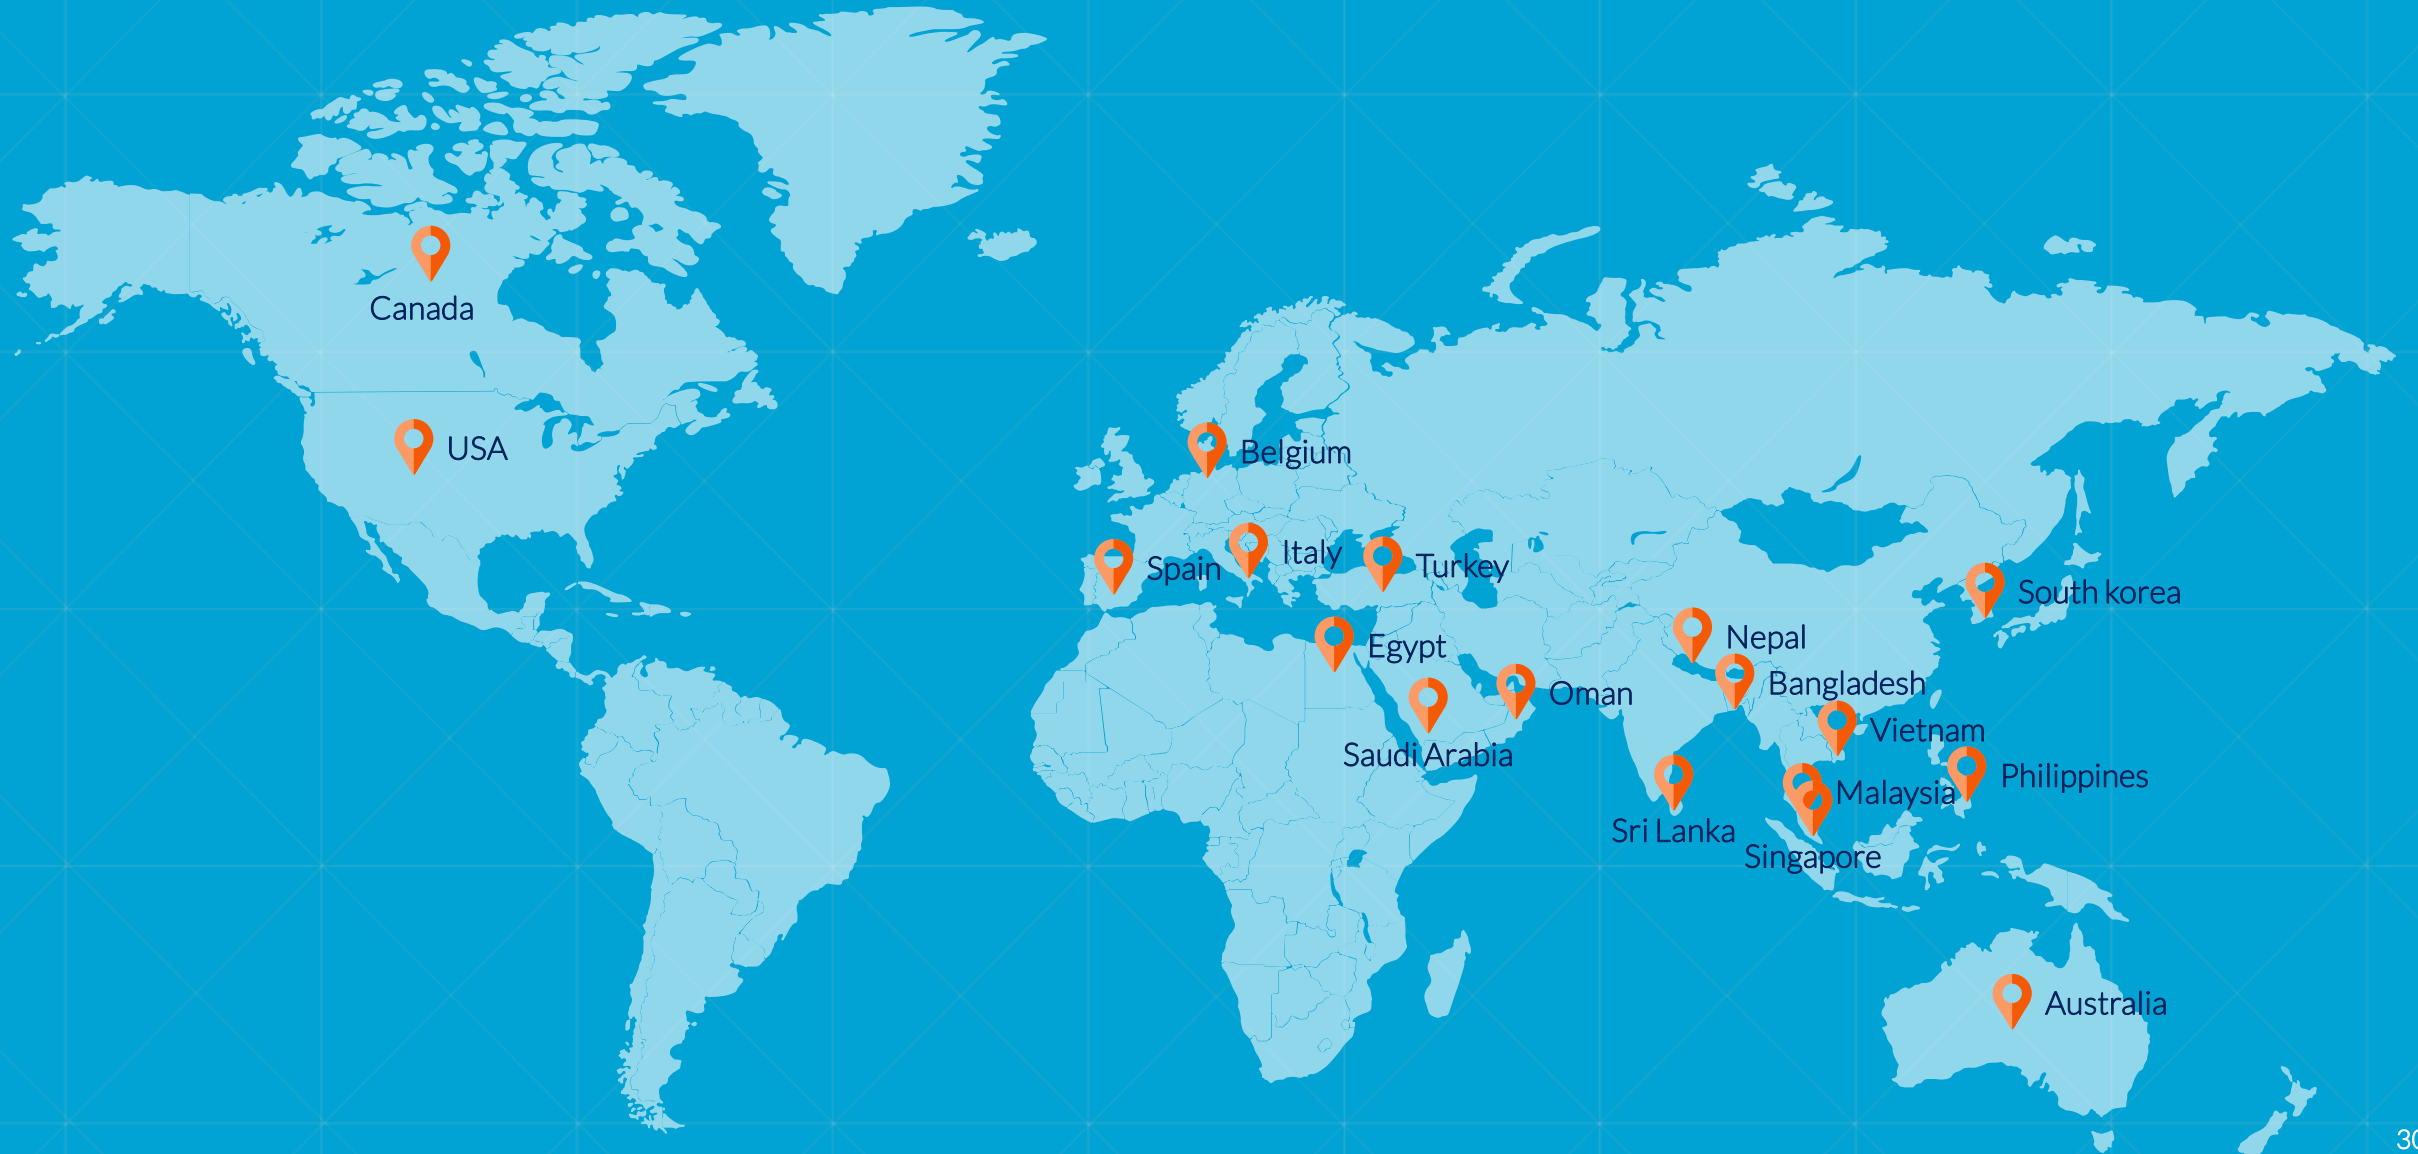 Canada
USA
Belgium
Italy
Spain
Turkey
South korea
Egypt
Nepal
Oman
Bangladesh
Saudi Arabia
Vietnam
Philippines
Malaysia
Sri Lanka
Singapore
Australia
30